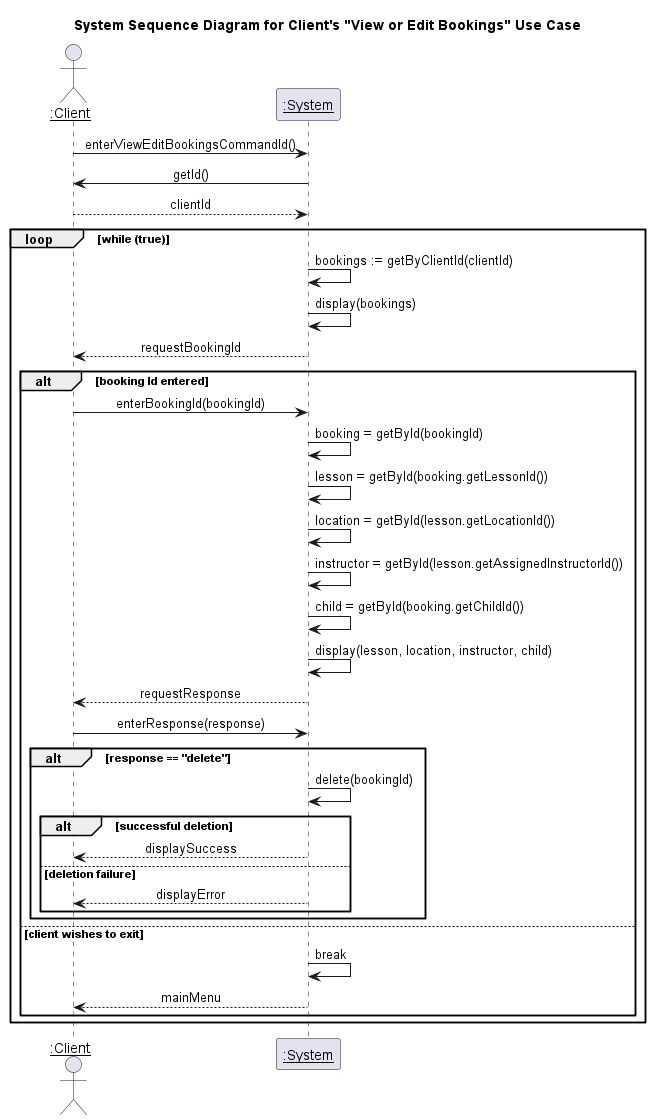 System Sequence Diagram for Client's "View or Edit Bookings" Use Case
:Client
:System
enterViewEditBookingsCommandId()
getId()
clientId
loop [while (true)]
bookings := getByClientId(clientId)
display(bookings)
requestBookingId
alt [booking Id entered]
enterBookingId(bookingId)
booking = getById(bookingId)
lesson = getById(booking.getLessonId())
location = getById(lesson.getLocationId())
instructor = getById(lesson.getAssignedInstructorId())
child = getById(booking.getChildId())
display(lesson, location, instructor, child)
requestResponse
enterResponse(response)
alt [response == "delete"]
delete(bookingId)
alt [successful deletion]
displaySuccess
[deletion failure]
displayError
[client wishes to exit]
break
mainMenu
:Client
:System